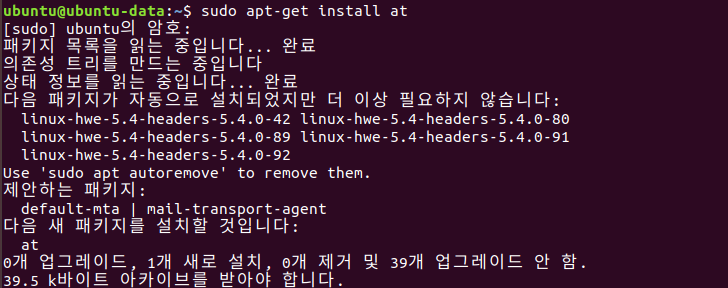 ubuntu@ubuntu-data:~$ sudo apt-get install at
[sudo] ubuntu의 암호:
패키지 목록을 읽는 중입니다... 완료
의존성 트리를 만드는 중입니다
상태 정보를 읽는 중입니다... 완료
다음 패키지가 자동으로 설치되었지만 더 이상 필요하지 않습니다:
  linux-hwe-5.4-headers-5.4.0-42 linux-hwe-5.4-headers-5.4.0-80
  linux-hwe-5.4-headers-5.4.0-89 linux-hwe-5.4-headers-5.4.0-91
  linux-hwe-5.4-headers-5.4.0-92
Use 'sudo apt autoremove' to remove them.
제안하는 패키지:
  default-mta | mail-transport-agent
다음 새 패키지를 설치할 것입니다:
  at
0개 업그레이드, 1개 새로 설치, 0개 제거 및 39개 업그레이드 안 함.
39.5 k바이트 아카이브를 받아야 합니다.